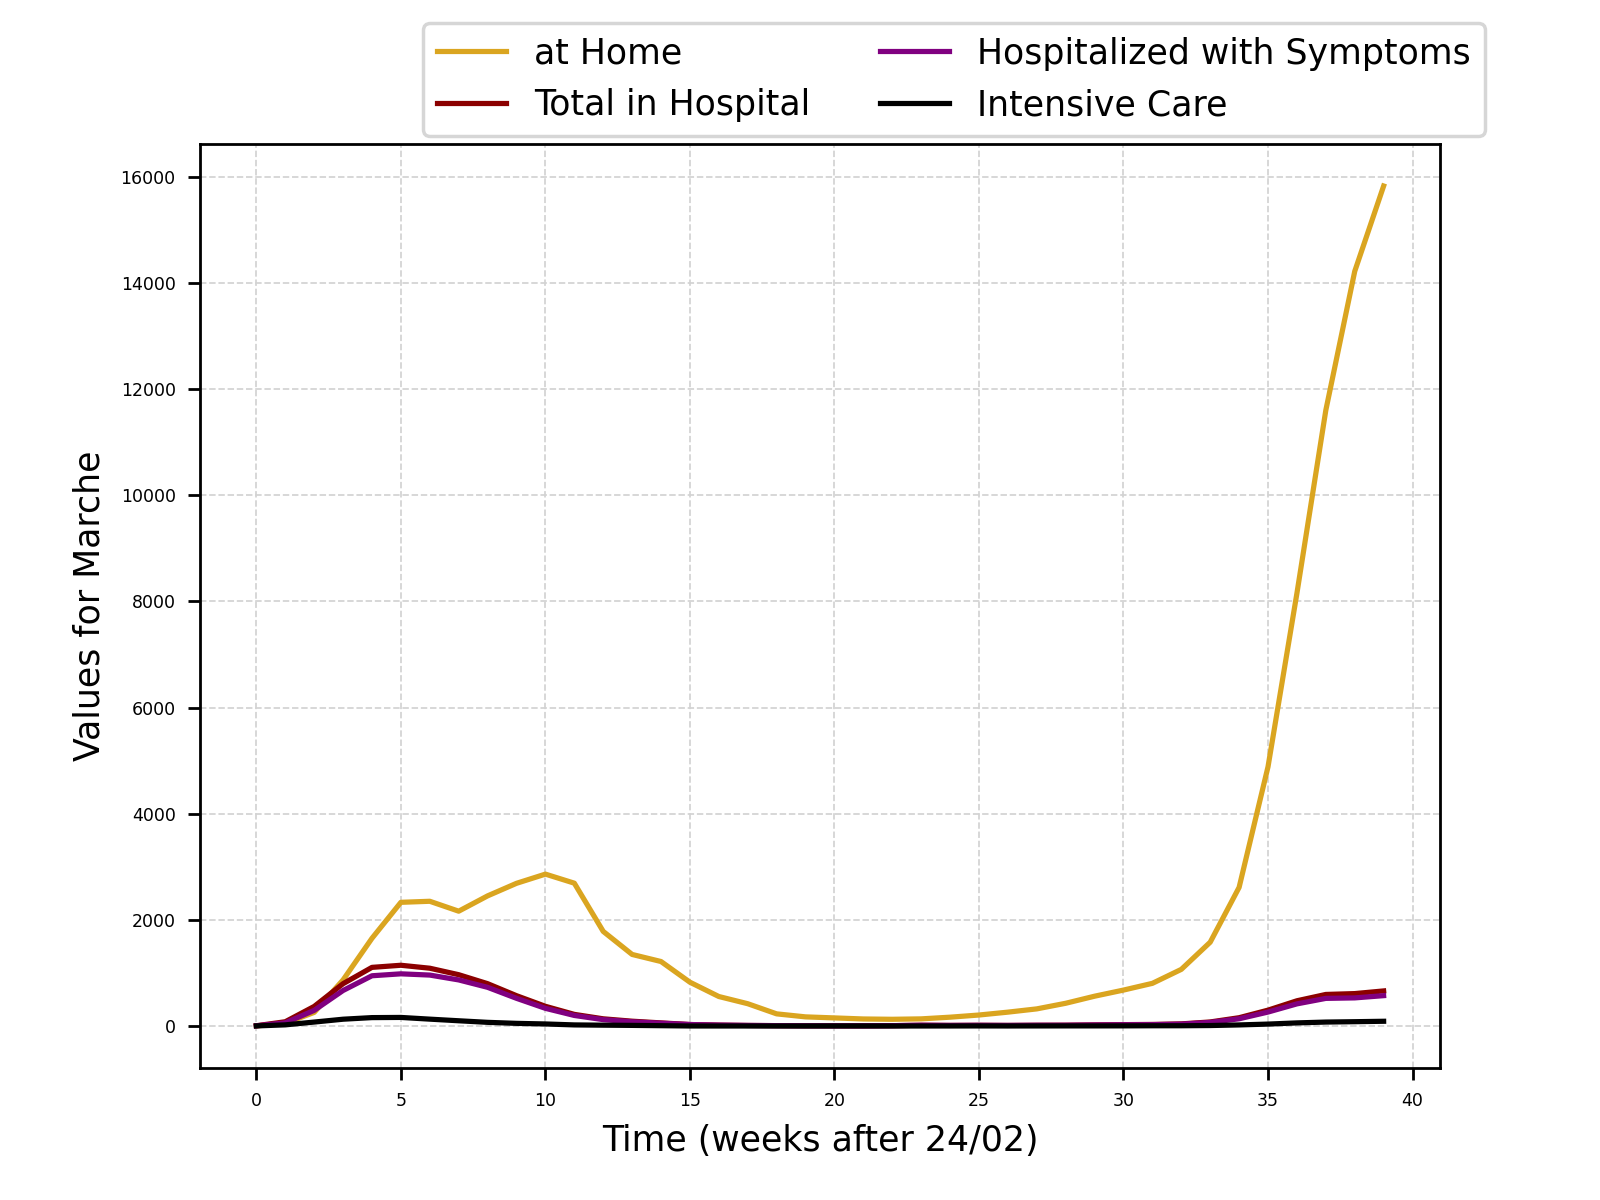 at Home
Total in Hospital
Hospitalized with Symptoms
Intensive Care
16000
14000
12000
10000
8000
6000
4000
2000
0
Values for Marche
0 5 10 15 20 25 30 35 40
Time (weeks after 24/02)